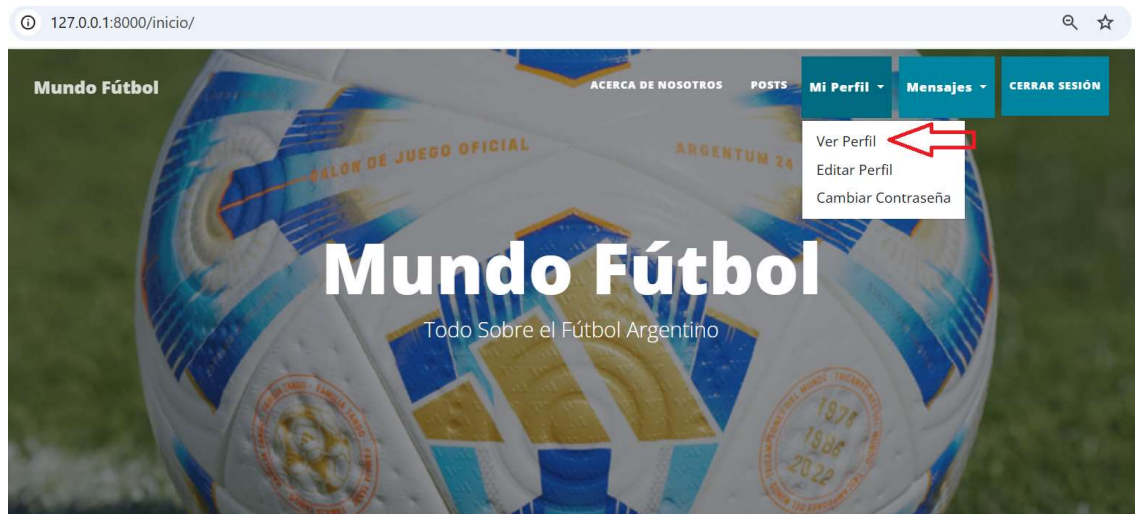 127.0.0.1:8000/inicio/
Mundo Fútbol
ACERCA DE NOSOTROS
POSTS
Mi Perfil
Mensajes
CERRAR SESIÓN
Ver Perfil
Editar Perfil
Cambiar Contraseña
BALÓN DE JUEGO OFICIAL
ARGENTUM 24
Mundo Fútbol
Todo Sobre el Fútbol Argentino
1978
1986
2022